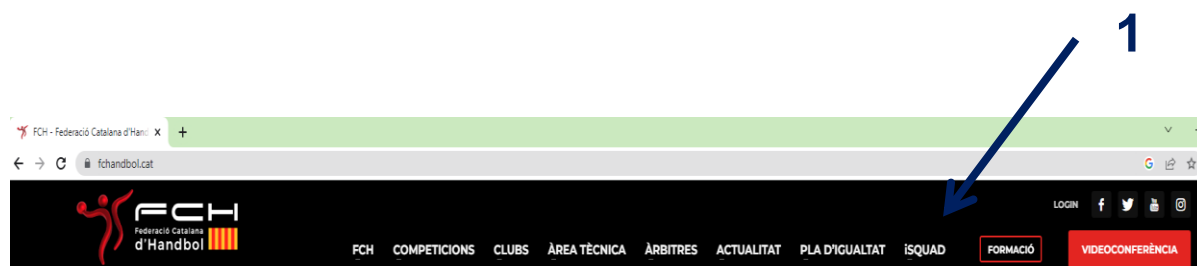 1
FCH - Federació Catalana d'Hand
fchandbol.cat
LOGIN
FCH
Federació Catalana
d'Handbol
FCH COMPETICIONS CLUBS ÀREA TÈCNICA ÀRBITRES ACTUALITAT PLA D'IGUALTAT iSQUAD FORMACIÓ VIDEOCONFERÈNCIA